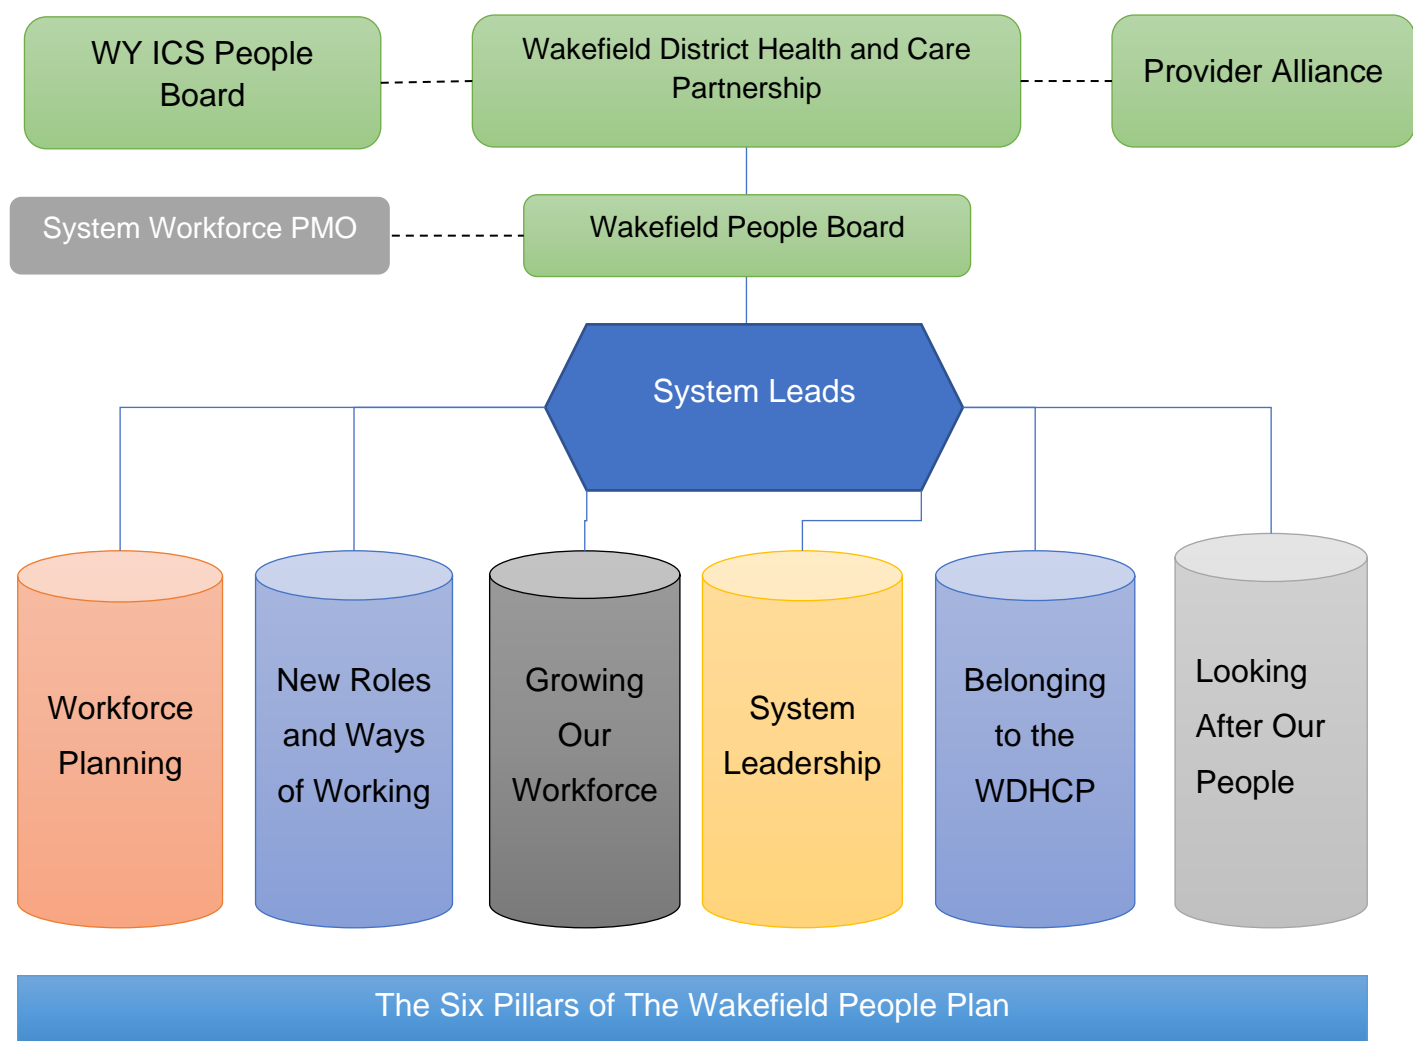 WY ICS People
Board
Wakefield District Health and Care
Partnership
Provider Alliance
System Workforce PMO
Wakefield People Board
System Leads
Workforce
Planning
New Roles
and Ways
of Working
Growing
Our
Workforce
System
Leadership
Belonging
to the
WDHCP
Looking
After Our
People
The Six Pillars of The Wakefield People Plan